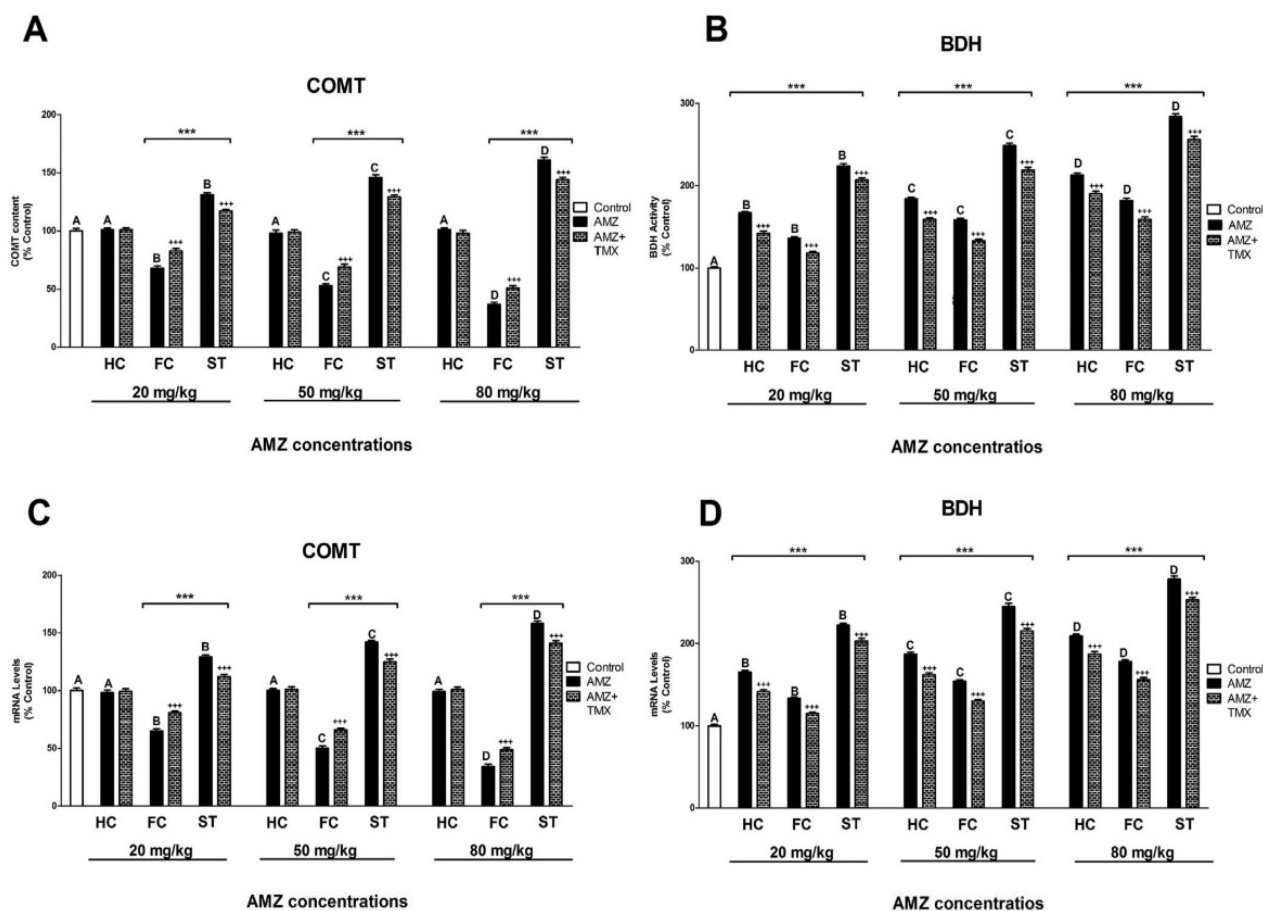 A
COMT
200
150
100
50
0
COMT content
(% Control)
*** *** ***
A A B +++ B +++
A C +++ C +++
A D +++ D +++
Control
AMZ
AMZ+
TMX
HC FC ST HC FC ST HC FC ST
20 mg/kg 50 mg/kg 80 mg/kg
AMZ concentrations
B
BDH
300
200
100
0
BDH Activity
(% Control)
*** *** ***
A B +++ B +++ B +++
C +++ C +++ C +++
D +++ D +++ D +++
Control
AMZ
AMZ+
TMX
HC FC ST HC FC ST HC FC ST
20 mg/kg 50 mg/kg 80 mg/kg
AMZ concentratios
C
COMT
200
150
100
50
0
mRNA Levels
(% Control)
*** *** ***
A A B +++ B +++
A C +++ C +++
A D +++ D +++
Control
AMZ
AMZ+
TMX
HC FC ST HC FC ST HC FC ST
20 mg/kg 50 mg/kg 80 mg/kg
AMZ concentrations
D
BDH
300
200
100
0
mRNA Levels
(% Control)
*** *** ***
A B +++ B +++ B +++
C +++ C +++ C +++
D +++ D +++ D +++
Control
AMZ
AMZ+
TMX
HC FC ST HC FC ST HC FC ST
20 mg/kg 50 mg/kg 80 mg/kg
AMZ concentratios